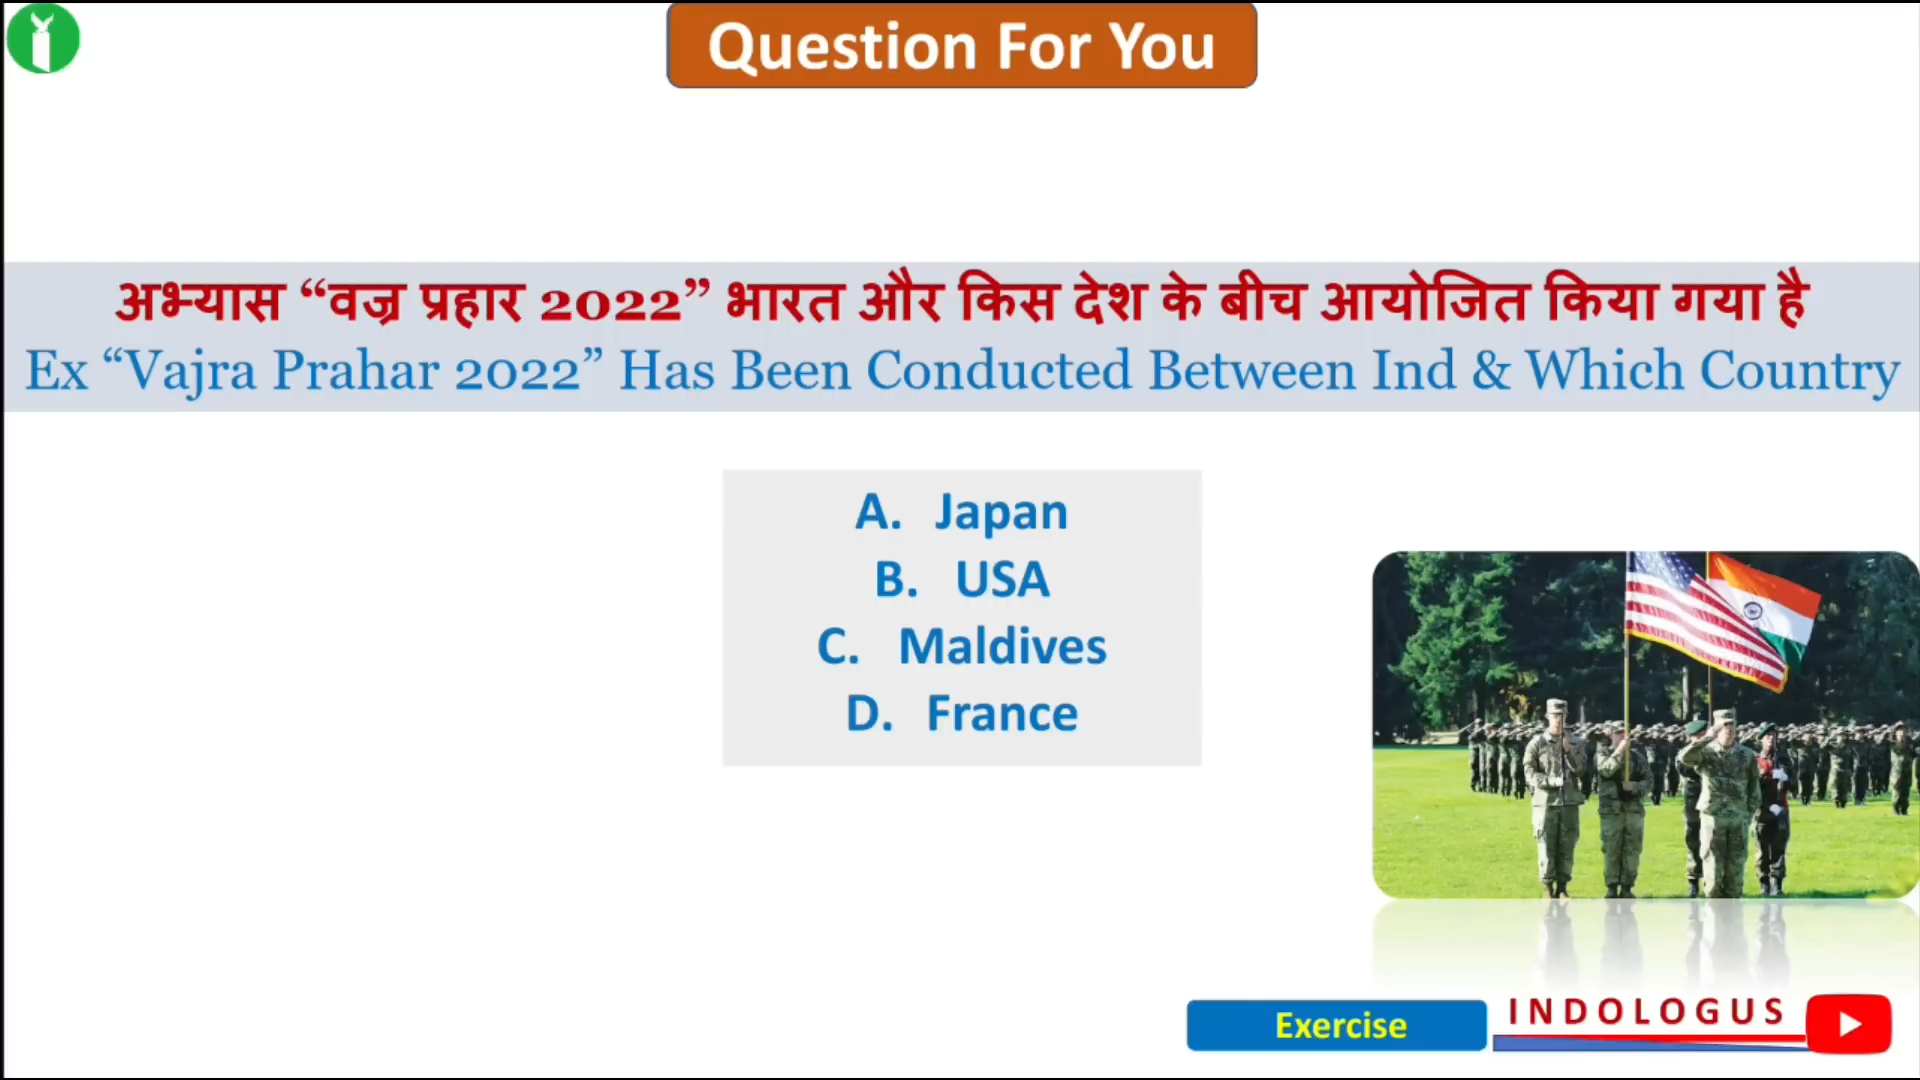 Question For You
अभ्यास “वज्र प्रहार 2022” भारत और किस देश के बीच आयोजित किया गया है
Ex “Vajra Prahar 2022” Has Been Conducted Between Ind & Which Country
A. Japan
B. USA
C. Maldives
D. France
Exercise
INDOLOGUS